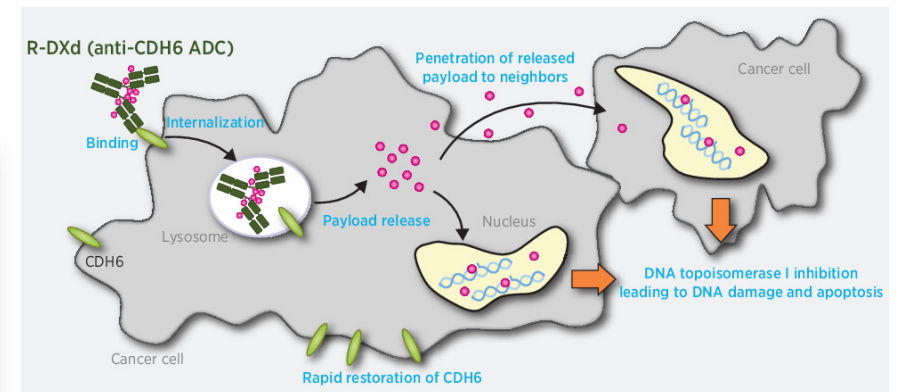 R-DXd (anti-CDH6 ADC)
Penetration of released
payload to neighbors
Cancer cell
Internalization
Binding
Lysosome
Payload release
Nucleus
CDH6
DNA topoisomerase I inhibition
leading to DNA damage and apoptosis
Cancer cell
Rapid restoration of CDH6